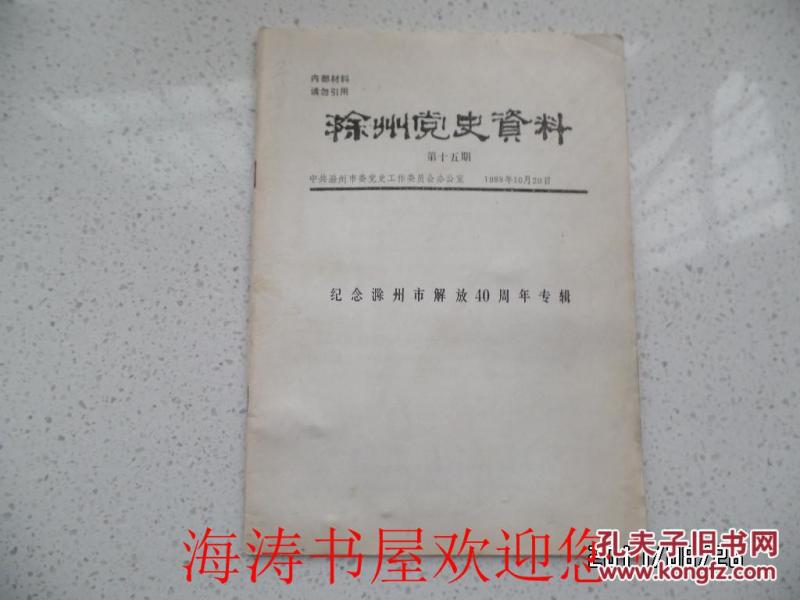 内部材料
请勿引用
滁州党史資料
第十五期
中共滁州市委党史工作委员会办公室 1988年10月20日
纪念滁州市解放40周年专辑
海涛书屋欢迎您
孔夫子旧书网
www.kongfz.com